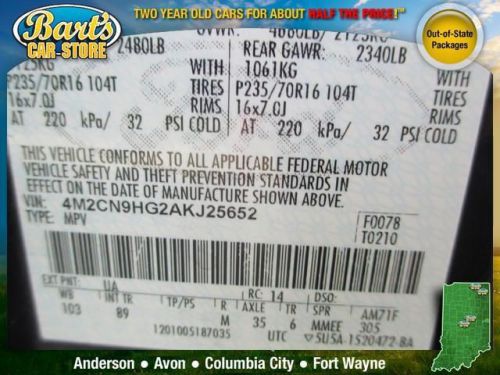 Bart's
CAR-STORE
TWO YEAR OLD CARS FOR ABOUT HALF THE PRICE!*
Out-of-State
Packages
2480LB
REAR GAWR: 2340LB
WITH 1061KG WITH
P235/70R16 104T TIRES P235/70R16 104T TIRES
16x7.0J RIMS 16x7.0J RIMS
AT 220 kPa/ 32 PSI COLD AT 220 kPa/ 32 PSI COLD
THIS VEHICLE CONFORMS TO ALL APPLICABLE FEDERAL MOTOR
VEHICLE SAFETY AND THEFT PREVENTION STANDARDS IN
EFFECT ON THE DATE OF MANUFACTURE SHOWN ABOVE.
VIN: 4M2CN9HG2AKJ25652
TYPE: MPV
F0078
T0210
EXT PNT: UA RC: 14 DSO:
WB INT TR TP/PS R AXLE TR SPR AM71F
103 89 M 35 6 MMEE 305
1201005187035 UTC
Anderson • Avon • Columbia City • Fort Wayne